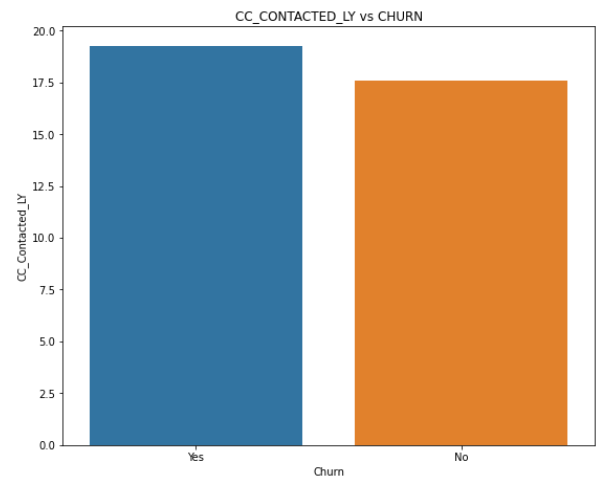 CC_CONTACTED_LY vs CHURN
20.0
17.5
15.0
12.5
10.0
7.5
5.0
2.5
0.0
CC_Contacted_LY
Yes No
Churn